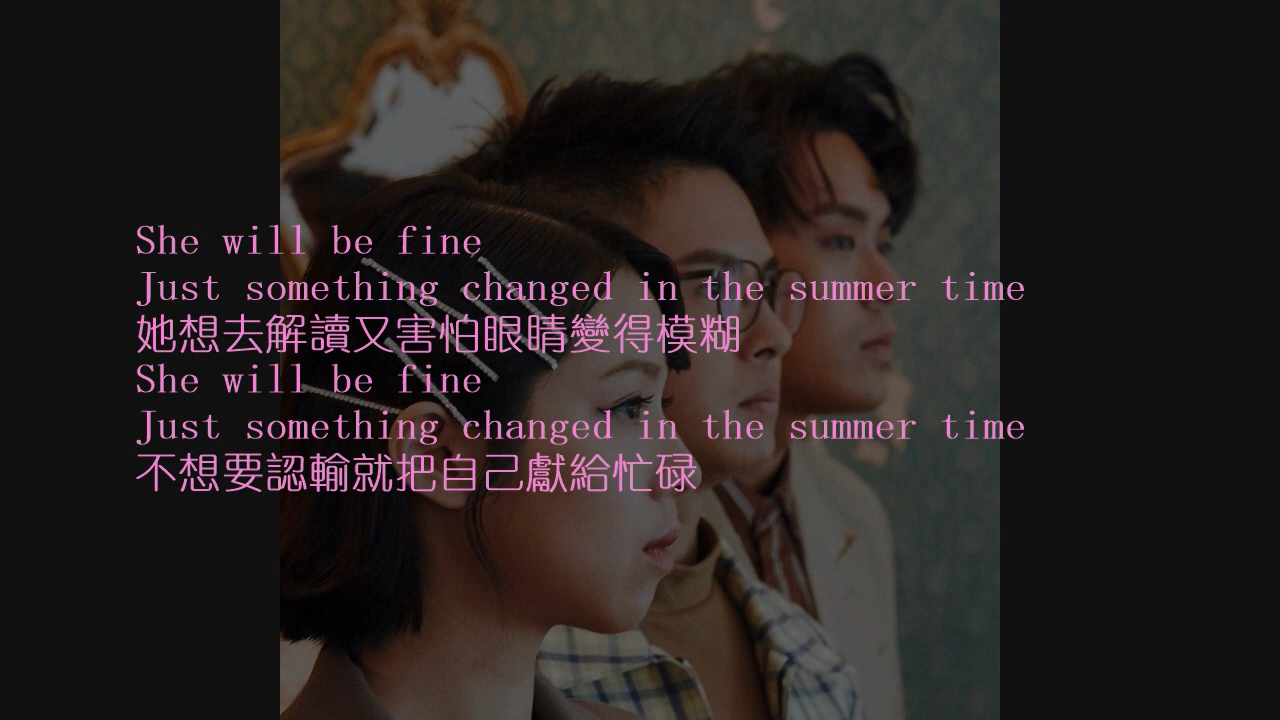 She will be fine
Just something changed in the summer time
她想去解讀又害怕眼睛變得模糊
She will be fine
Just something changed in the summer time
不想要認輸就把自己獻給忙碌